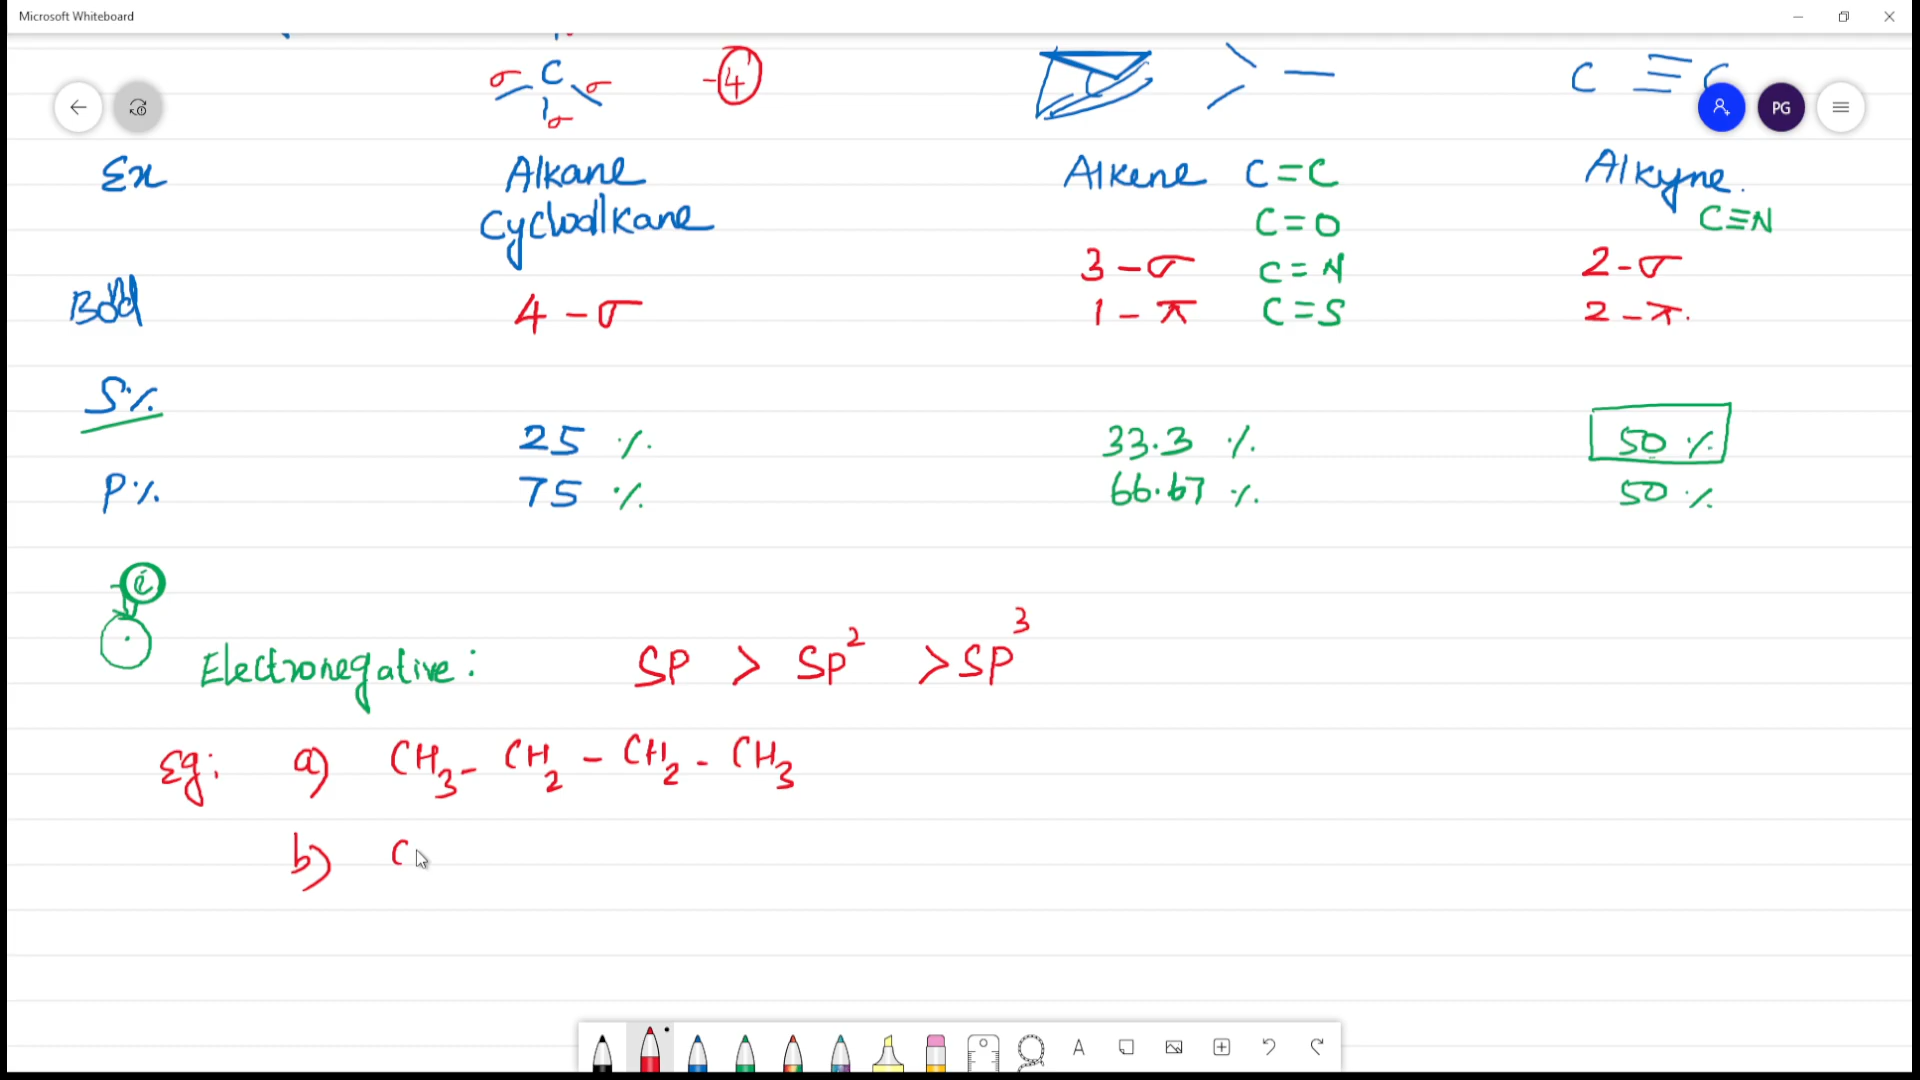 Microsoft Whiteboard
σ C σ -4
σ
C ≡ C
PG
Ex Alkane Alkene C=C Alkyne.
Cycloalkane C=O C≡N
3-σ C=N 2-σ
Bond 4-σ 1-π C=S 2-π.
S%
25 % 33.3 % 50 %
P% 75 % 66.67 % 50 %
Electronegative: SP > SP² > SP³
Eg: a) CH₃- CH₂ - CH₂ - CH₃
b) C
A